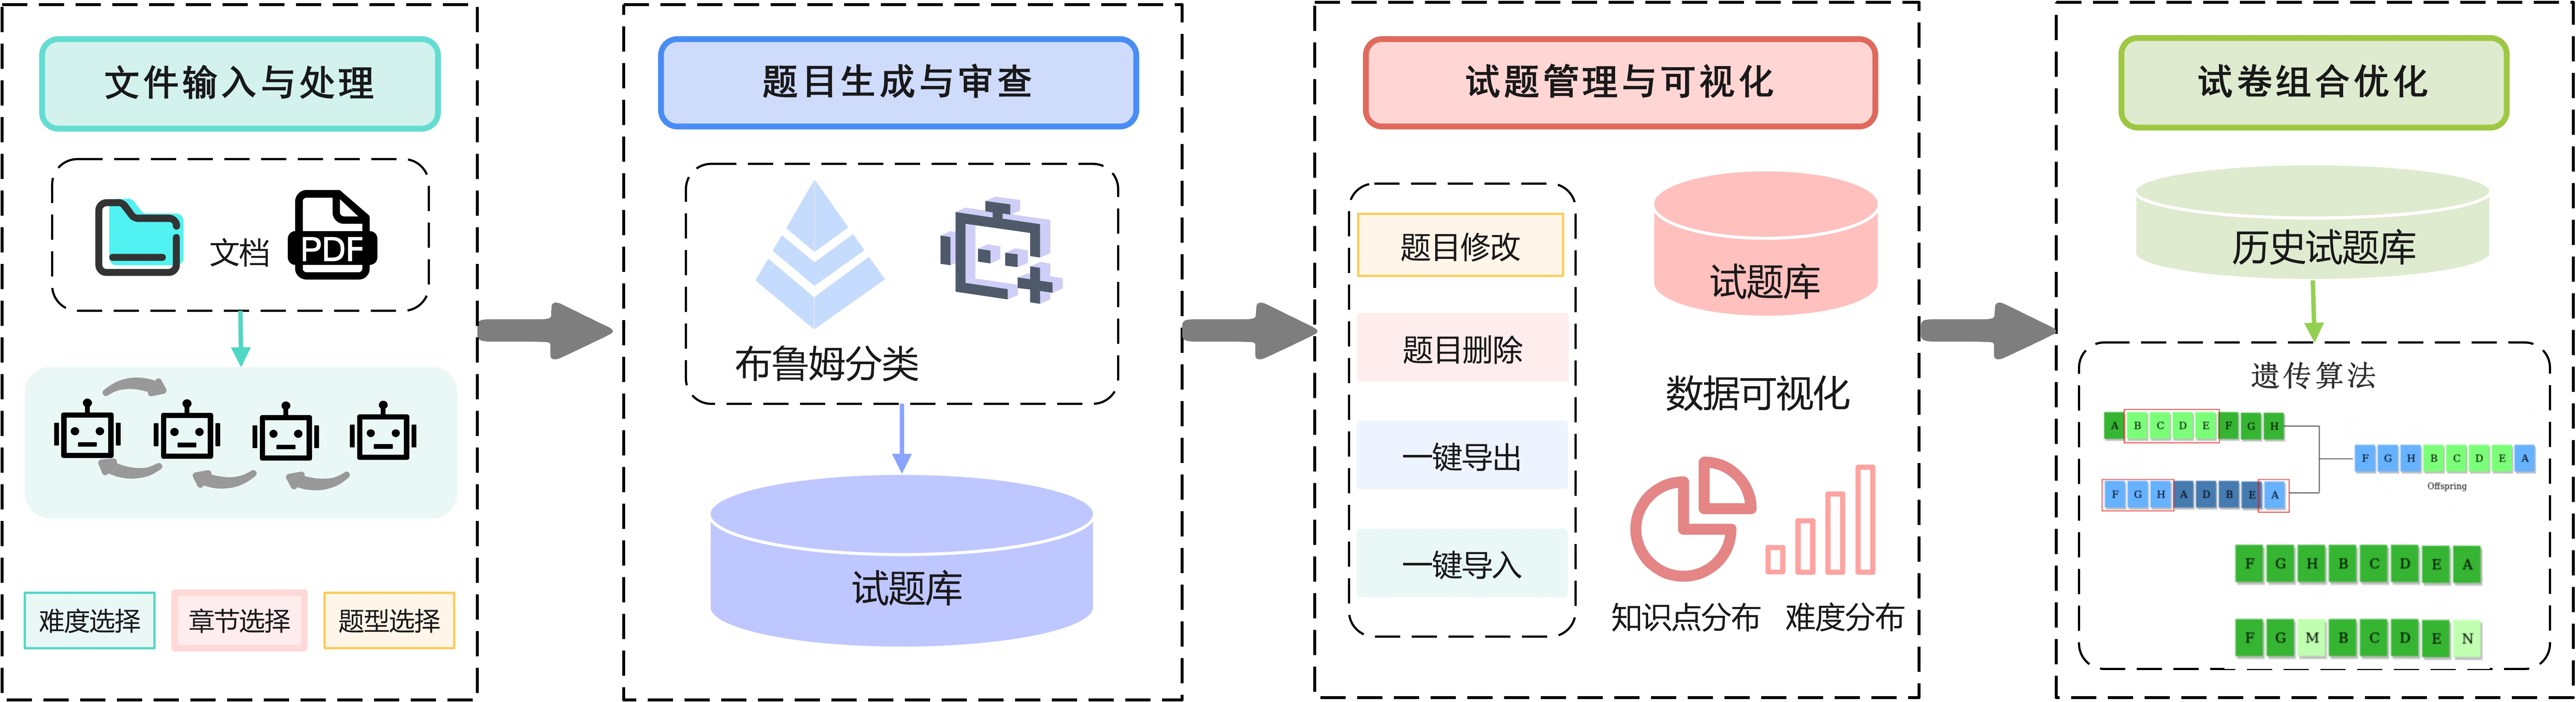 文件输入与处理
文档
PDF
难度选择
章节选择
题型选择
题目生成与审查
布鲁姆分类
试题库
试题管理与可视化
题目修改
题目删除
一键导出
一键导入
试题库
数据可视化
知识点分布
难度分布
试卷组合优化
历史试题库
遗传算法
A B C D E F G H
F G H B C D E A
Offspring
F G H A D B E A
F G H B C D E A
F G M B C D E N